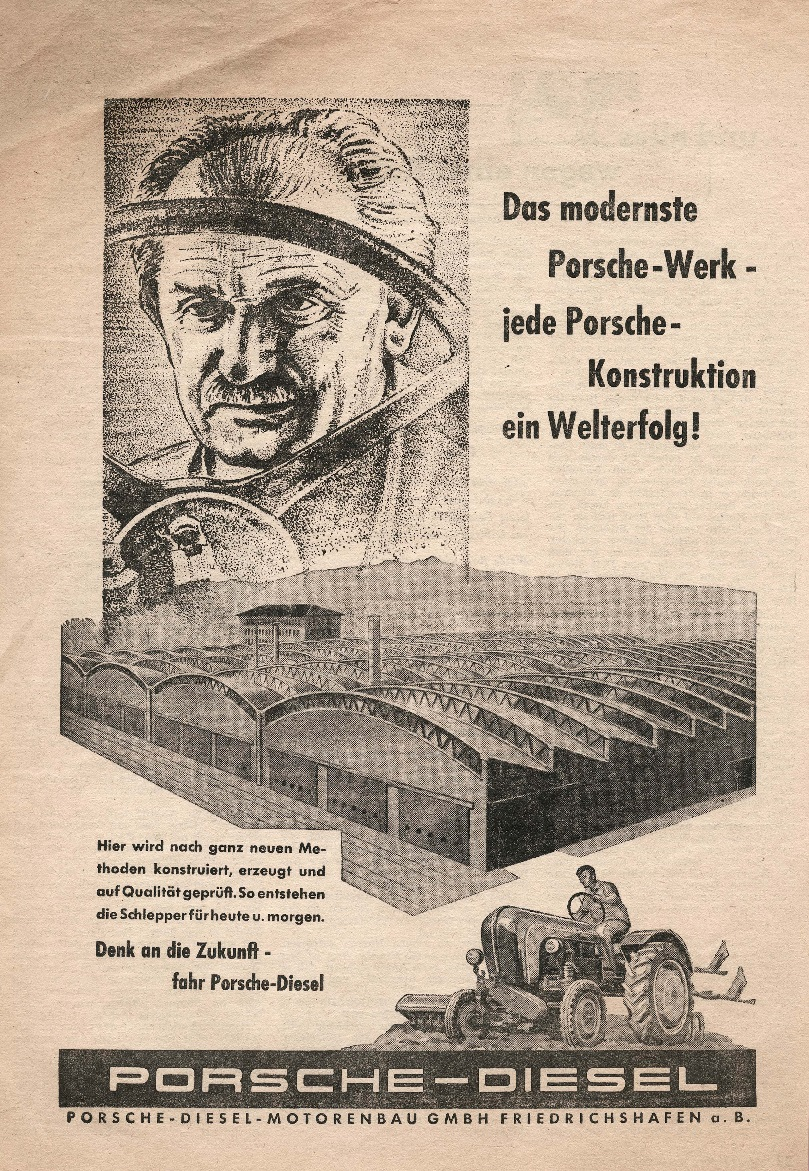 Das modernste
Porsche-Werk -
jede Porsche-
Konstruktion
ein Welterfolg!
Hier wird nach ganz neuen Me-
thoden konstruiert, erzeugt und
auf Qualität geprüft. So entstehen
die Schlepper für heute u. morgen.
Denk an die Zukunft -
fahr Porsche-Diesel
PORSCHE-DIESEL
PORSCHE-DIESEL-MOTORENBAU GMBH FRIEDRICHSHAFEN a. B.